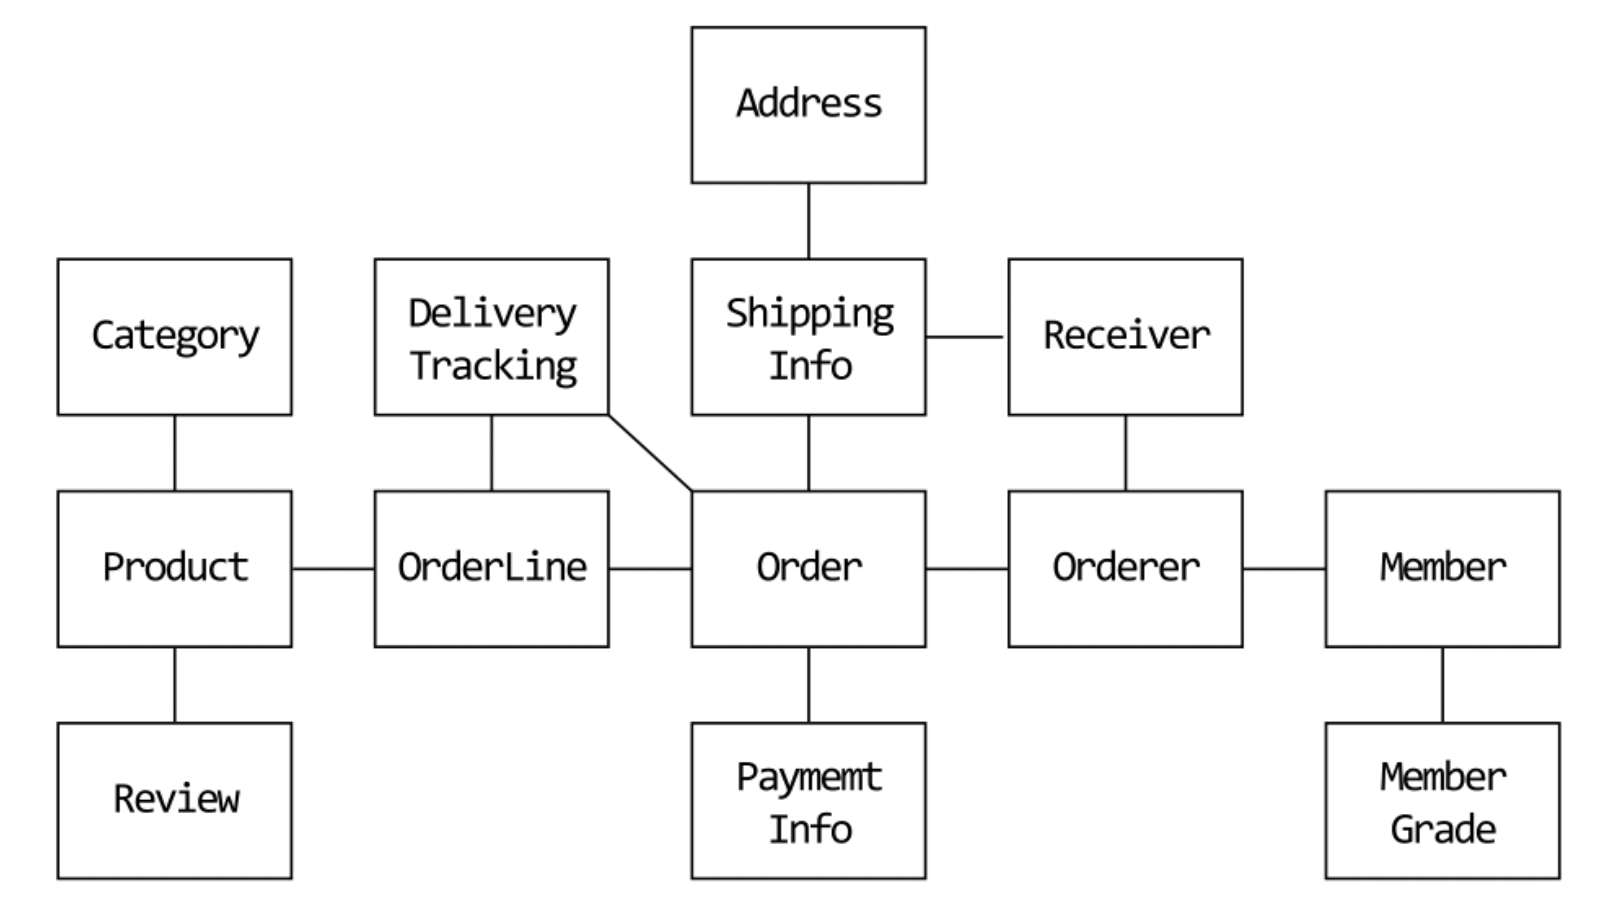 Address
Category
Delivery
Tracking
Shipping
Info
Receiver
Product
OrderLine
Order
Orderer
Member
Review
Paymemt
Info
Member
Grade